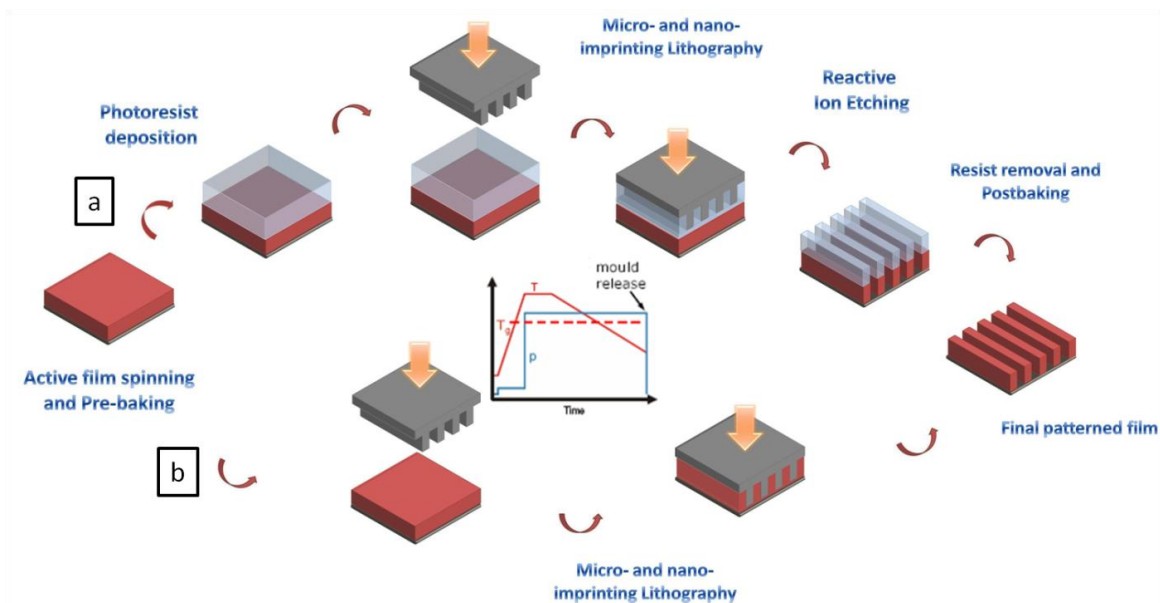 Micro- and nano-
imprinting Lithography
Reactive
Ion Etching
Photoresist
deposition
Resist removal and
Postbaking
a
mould
release
T
Tg
p
Time
Active film spinning
and Pre-baking
Final patterned film
b
Micro- and nano-
imprinting Lithography